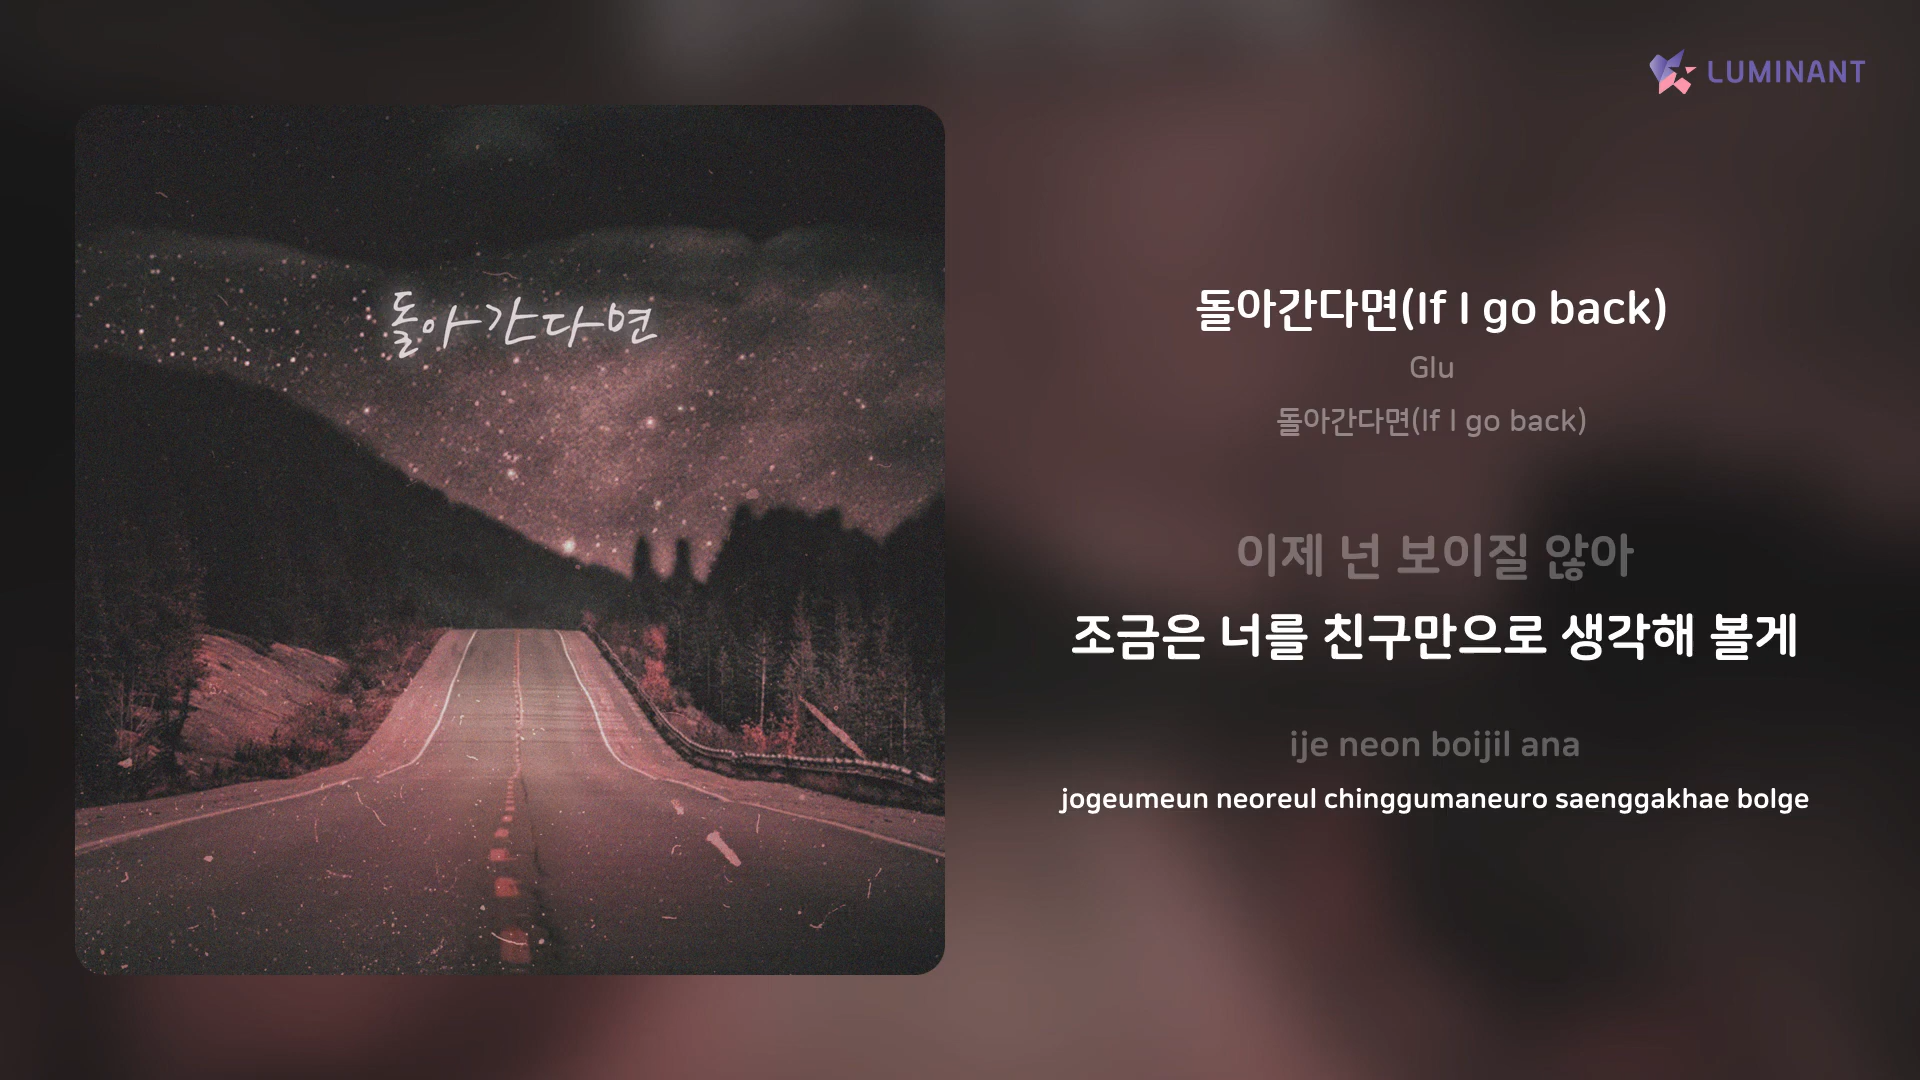 LUMINANT
돌아간다면
돌아간다면(If I go back)
Glu
돌아간다면(If I go back)
이제 넌 보이질 않아
조금은 너를 친구만으로 생각해 볼게
ije neon boijil ana
jogeumeun neoreul chinggumaneuro saenggakhae bolge